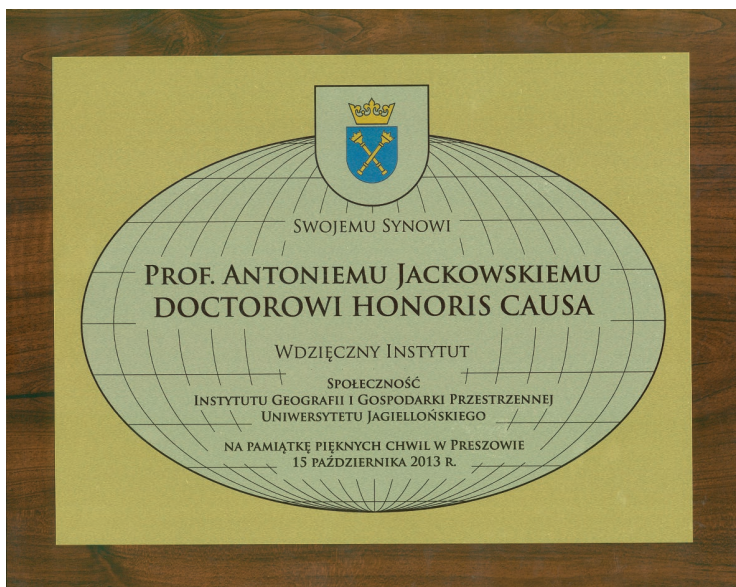 Swojemu Synowi
Prof. Antoniemu Jackowskiemu
DOCTOROWI HONORIS CAUSA
Wdzięczny Instytut
Społeczność
Instytutu Geografii i Gospodarki Przestrzennej
Uniwersytetu Jagiellońskiego
na pamiątkę pięknych chwil w Preszowie
15 października 2013 r.